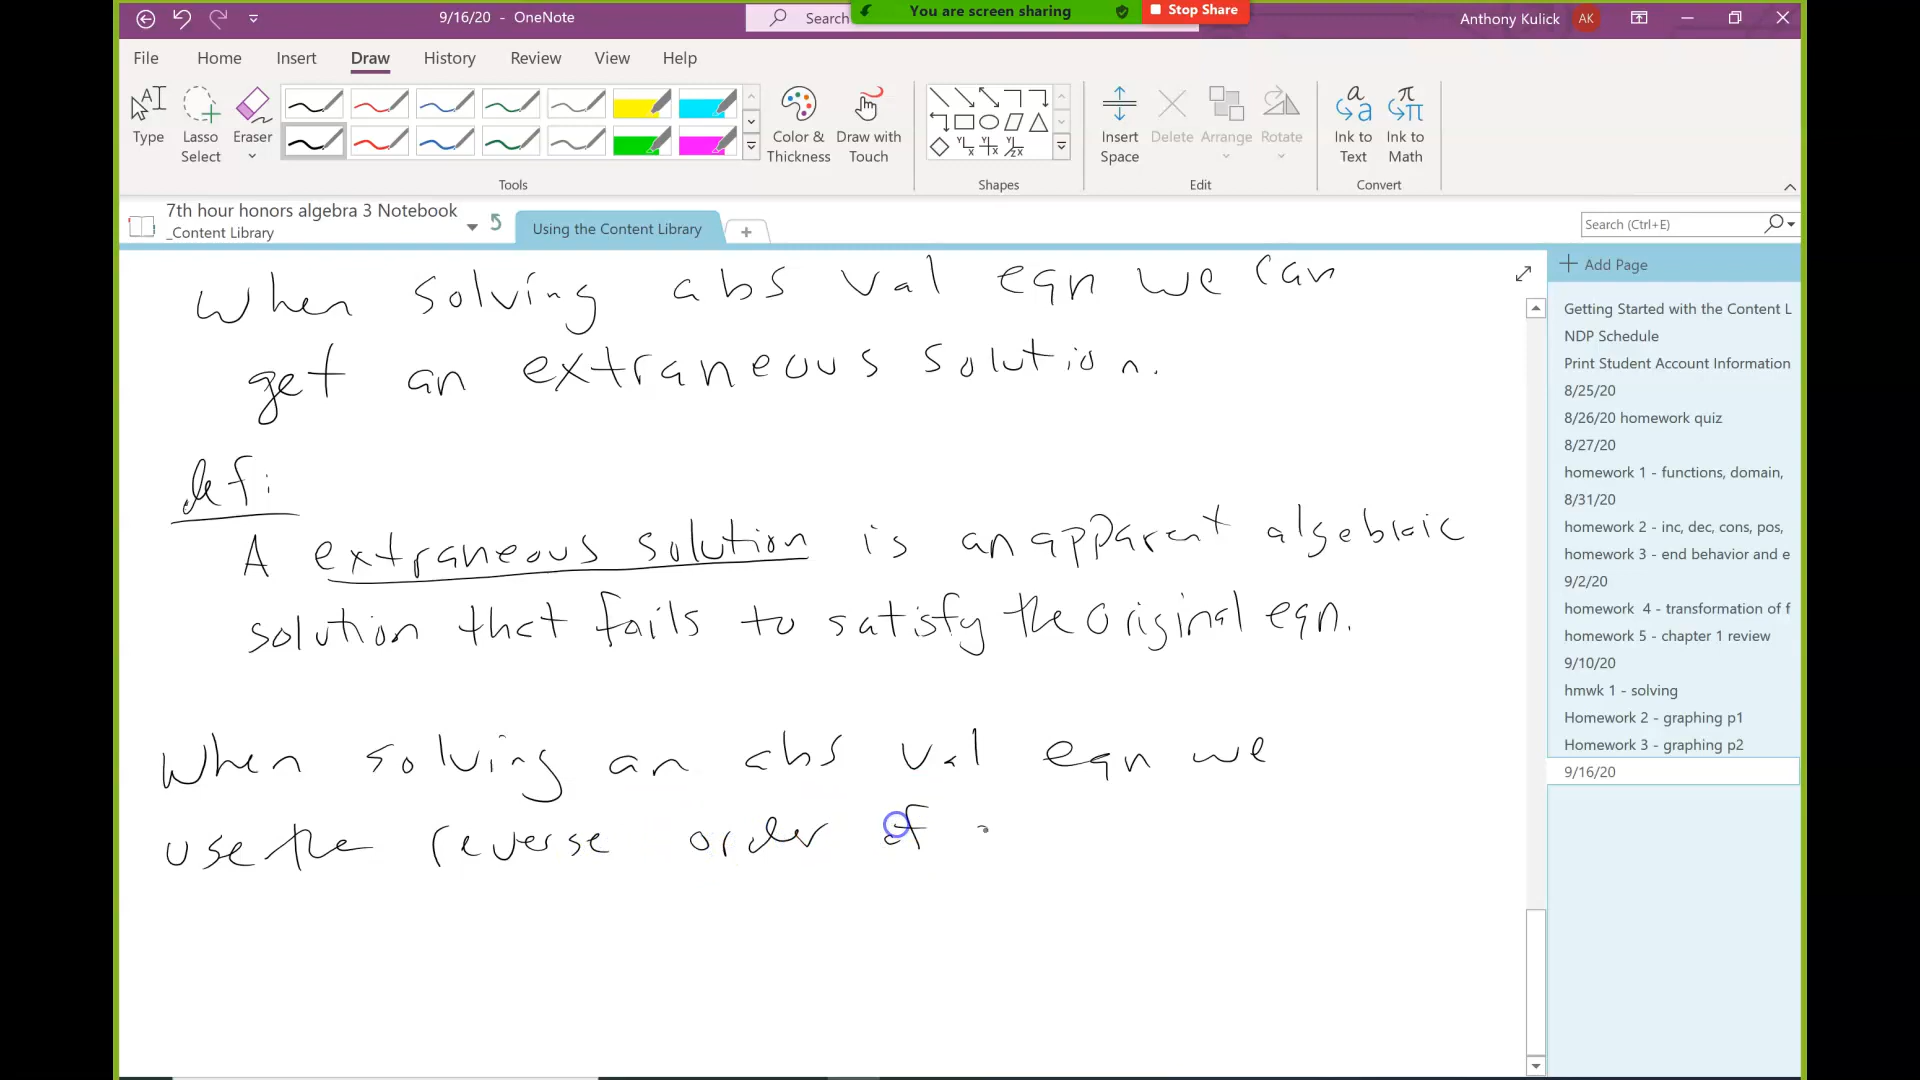 9/16/20 - OneNote
Search
You are screen sharing
Stop Share
Anthony Kulick
AK
File Home Insert Draw History Review View Help
Type
Lasso Select
Eraser
Color & Thickness
Draw with Touch
Insert Space
Delete
Arrange
Rotate
Ink to Text
Ink to Math
Tools
Shapes
Edit
Convert
7th hour honors algebra 3 Notebook
_Content Library
Using the Content Library
Search (Ctrl+E)
When solving abs val eqn we can
get an extraneous solution.
def:
A extraneous solution is an apparent algebraic
solution that fails to satisfy the original eqn.
When solving an abs val eqn we
use the reverse order of
Add Page
Getting Started with the Content L
NDP Schedule
Print Student Account Information
8/25/20
8/26/20 homework quiz
8/27/20
homework 1 - functions, domain,
8/31/20
homework 2 - inc, dec, cons, pos,
homework 3 - end behavior and e
9/2/20
homework 4 - transformation of f
homework 5 - chapter 1 review
9/10/20
hmwk 1 - solving
Homework 2 - graphing p1
Homework 3 - graphing p2
9/16/20